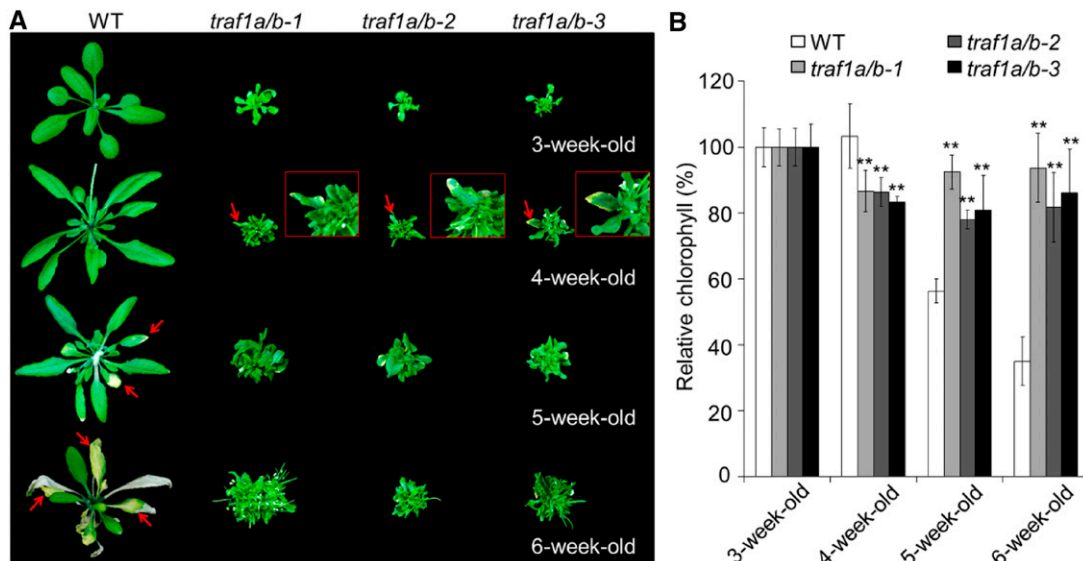 A
WT traf1a/b-1 traf1a/b-2 traf1a/b-3
3-week-old
4-week-old
5-week-old
6-week-old
B
WT traf1a/b-2
traf1a/b-1 traf1a/b-3
Relative chlorophyll (%)
120
100
80
60
40
20
0
** ** **
** ** **
** ** **
3-week-old 4-week-old 5-week-old 6-week-old